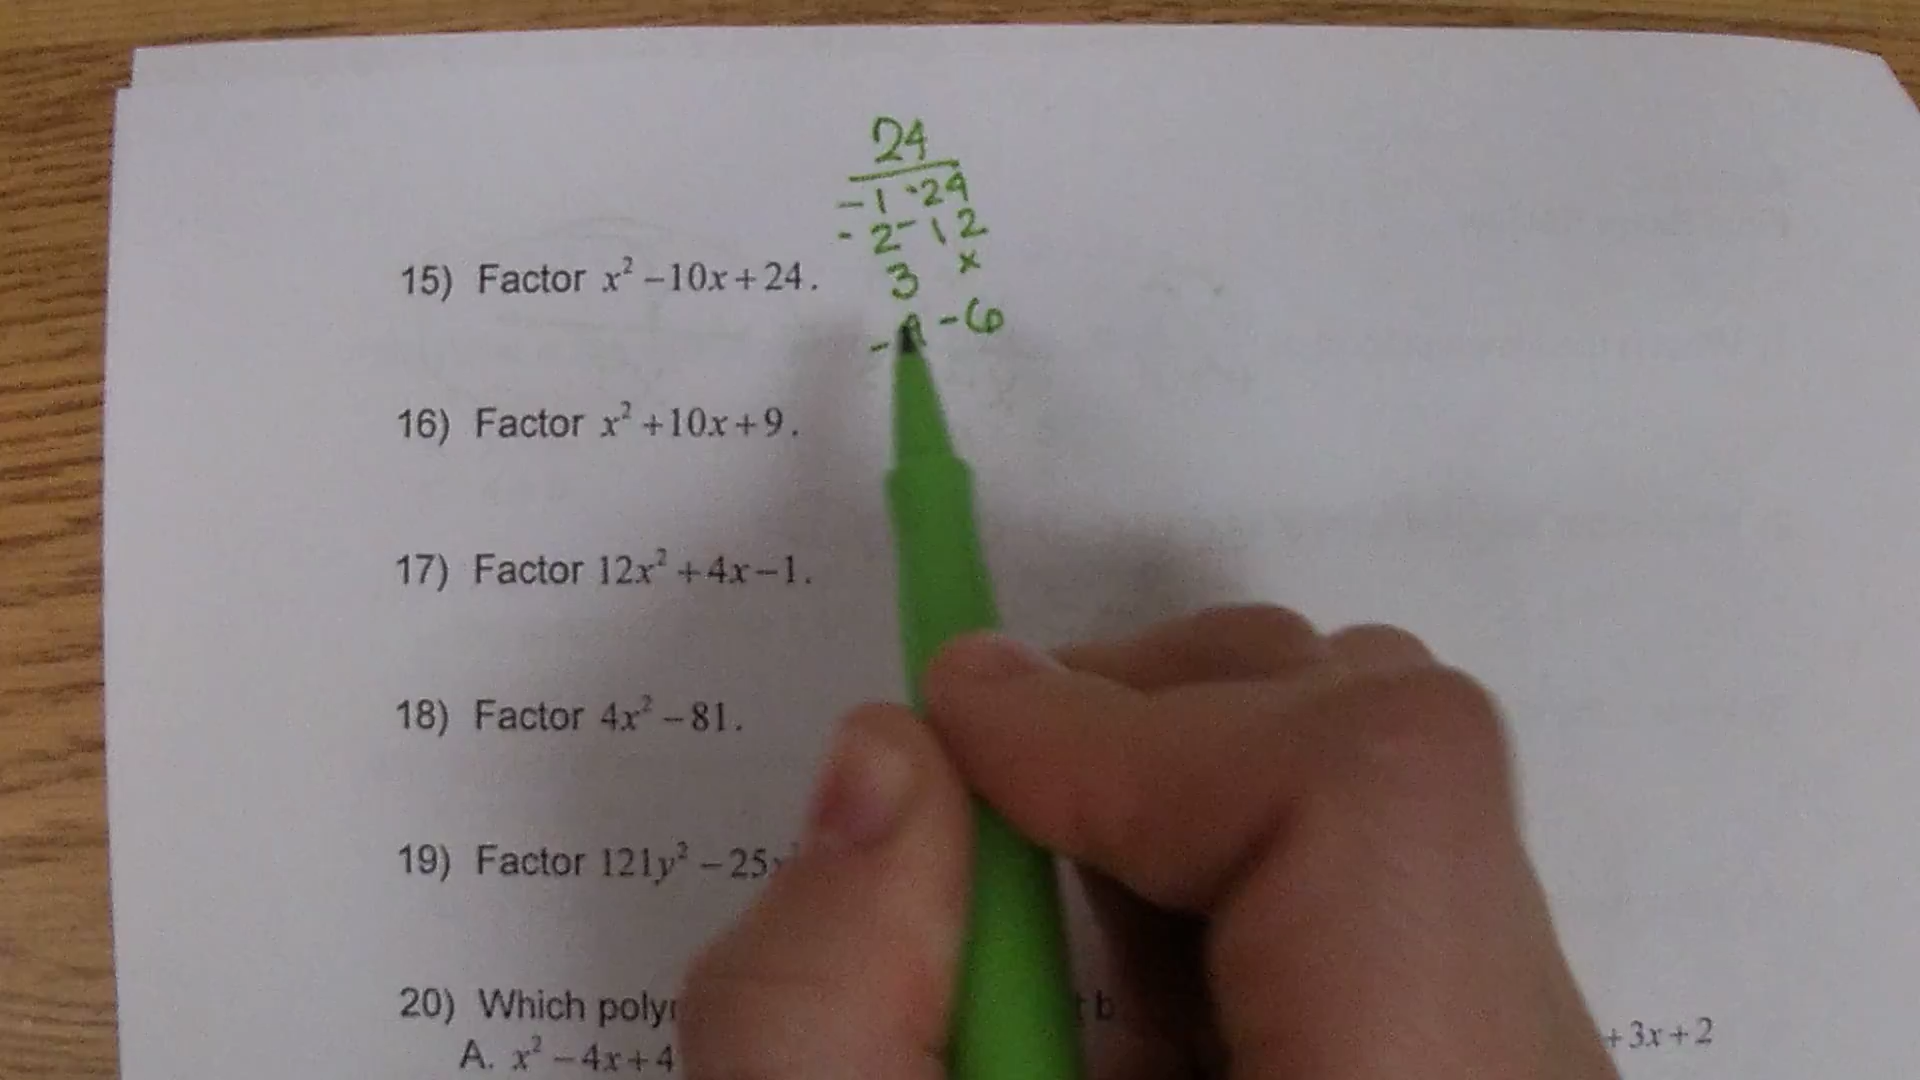 24
-1 ·24
-2 -12
3 x
-4 -6
15) Factor x² −10x+24.
16) Factor x² +10x+9.
17) Factor 12x² +4x−1.
18) Factor 4x² −81.
19) Factor 121y² −25
20) Which
A. x² −4x+4
+3x+2